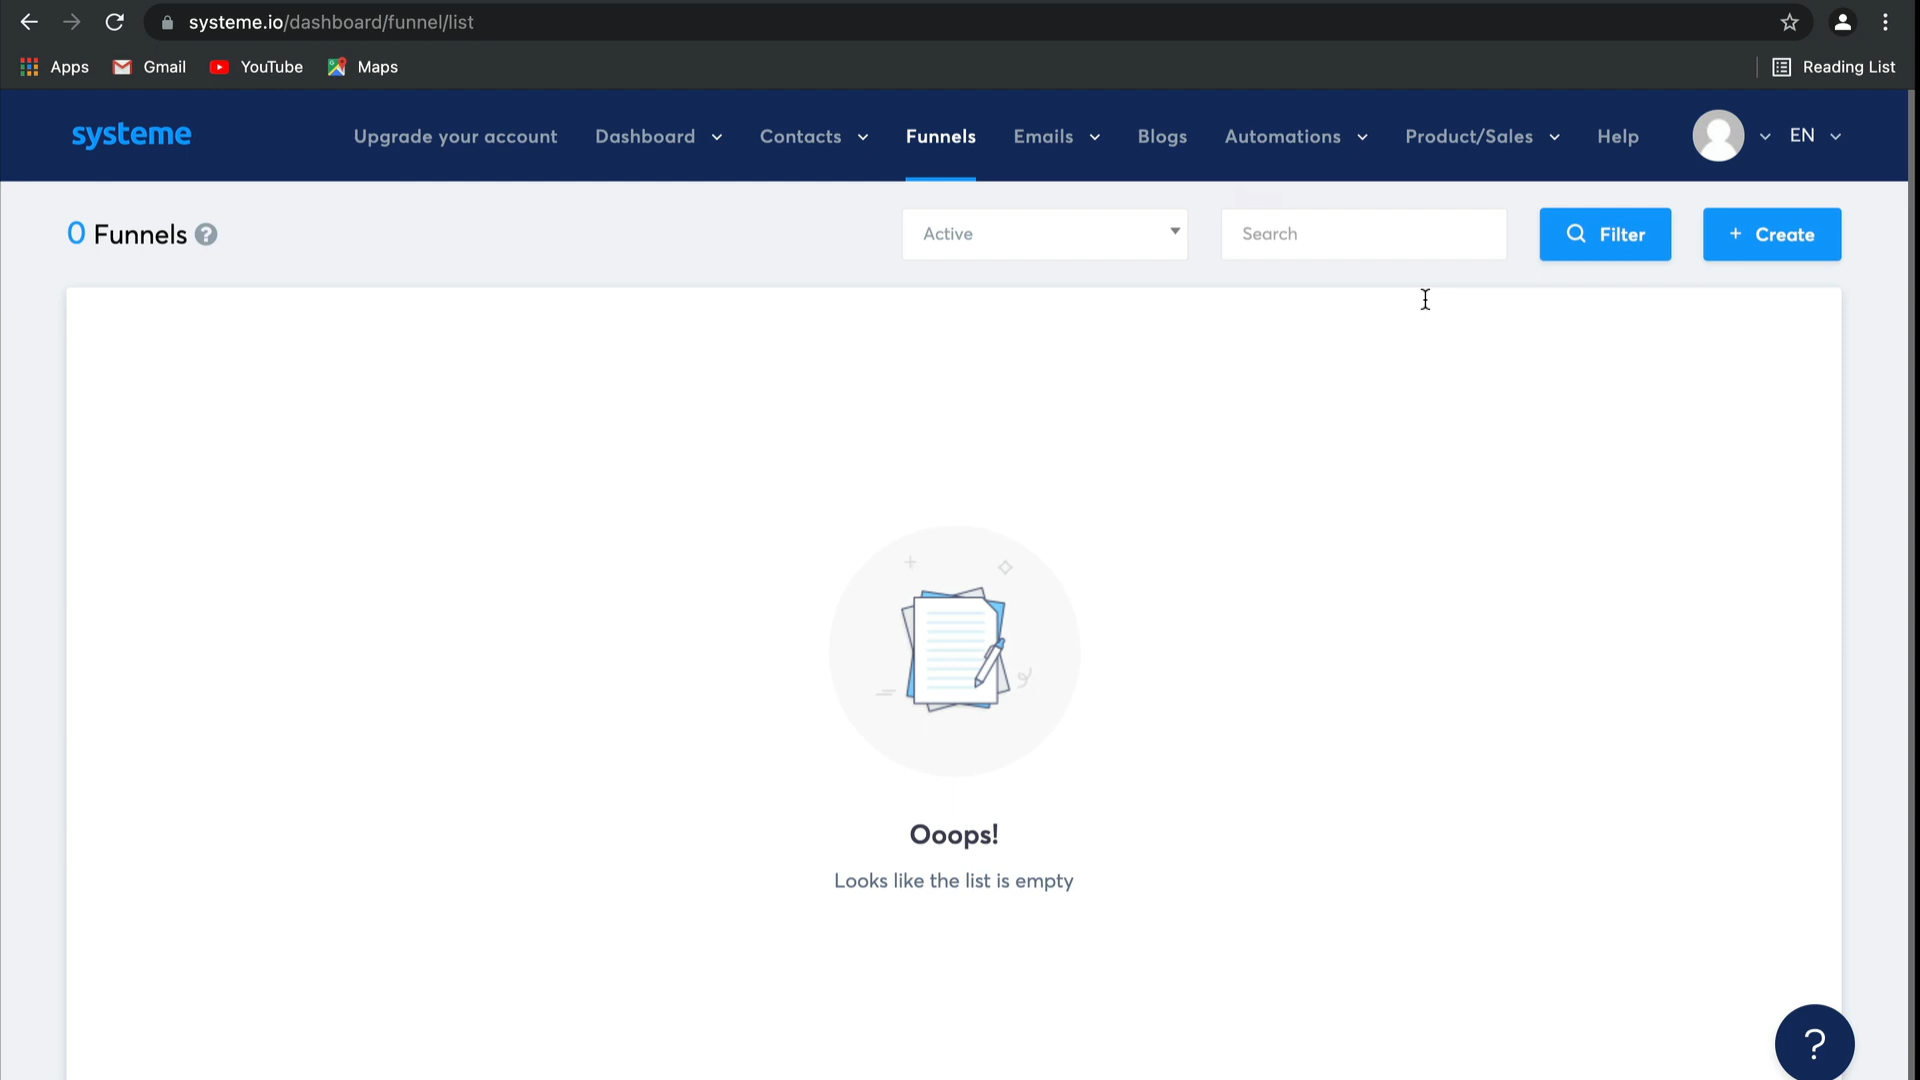 systeme.io/dashboard/funnel/list
Apps Gmail YouTube Maps Reading List
systeme Upgrade your account Dashboard Contacts Funnels Emails Blogs Automations Product/Sales Help EN
0 Funnels ? Active Search Filter + Create
Ooops!
Looks like the list is empty
?